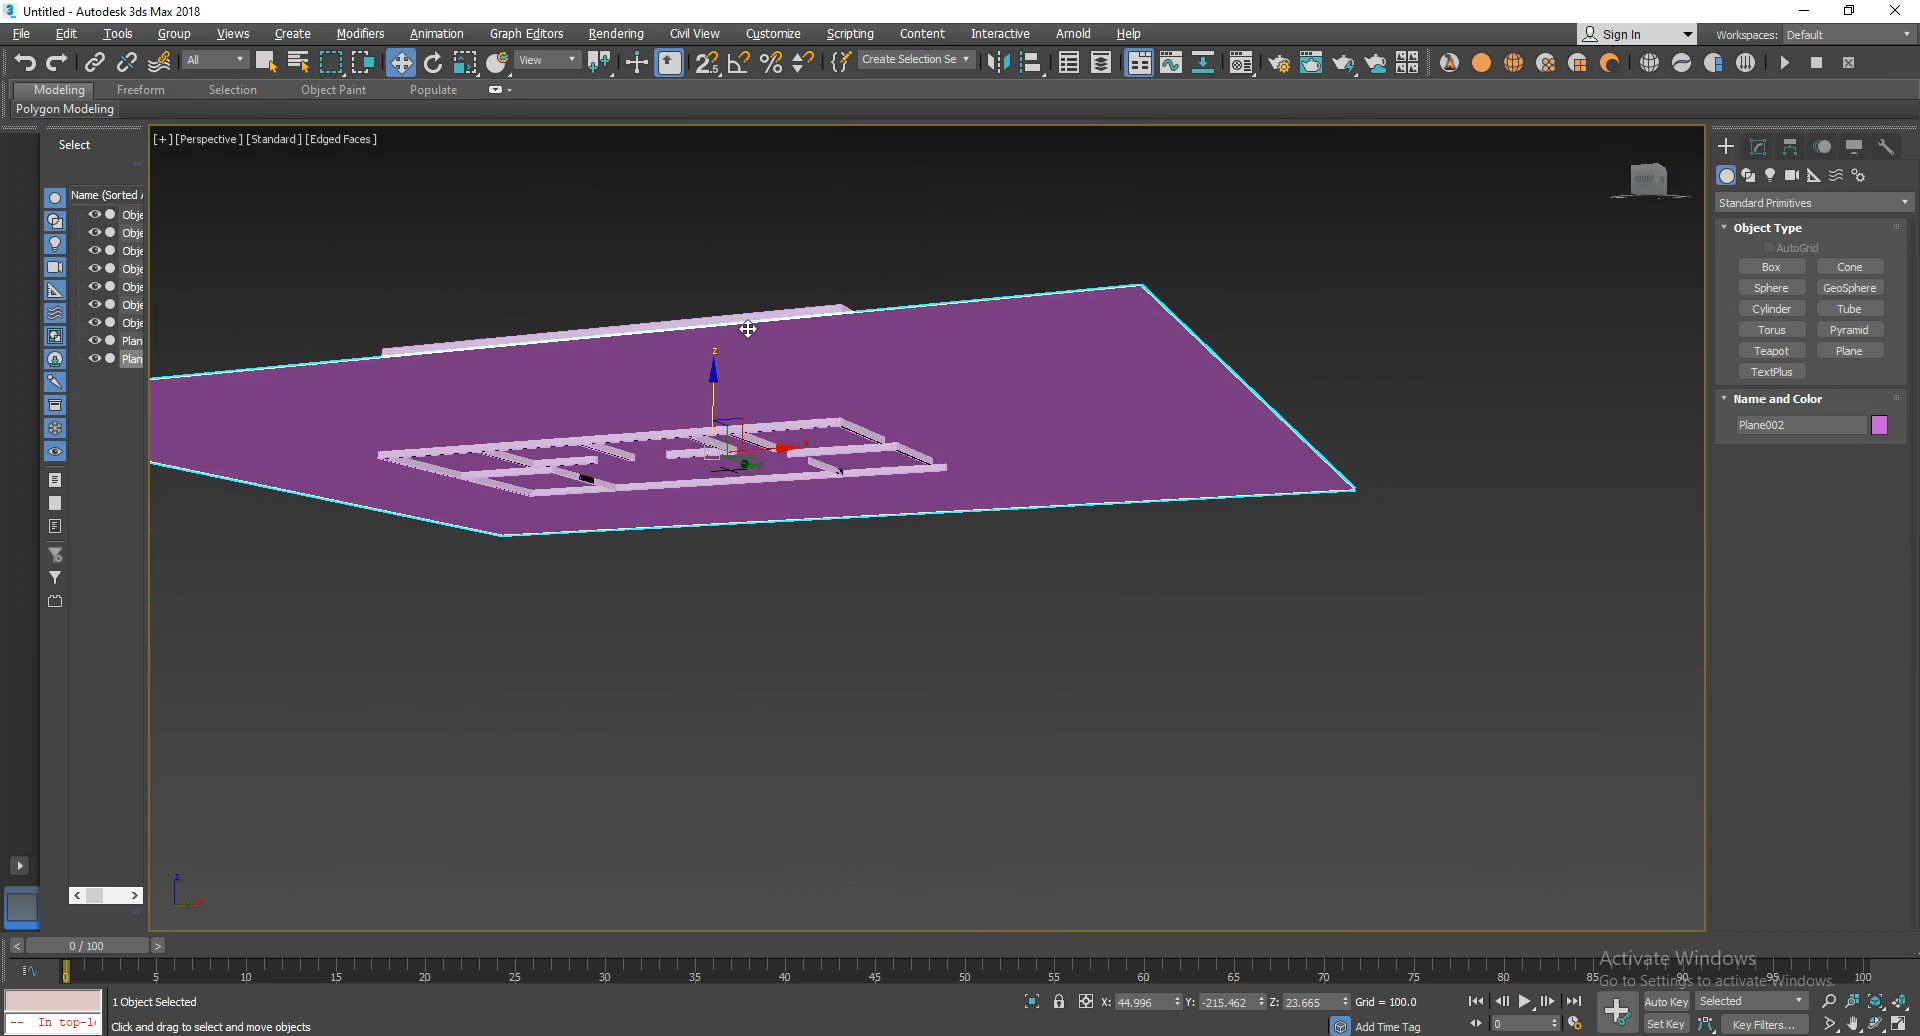 Untitled - Autodesk 3ds Max 2018
File Edit Tools Group Views Create Modifiers Animation Graph Editors Rendering Civil View Customize Scripting Content Interactive Arnold Help
Sign In
Workspaces: Default
All
View
Create Selection Se
Modeling Freeform Selection Object Paint Populate
Polygon Modeling
Select
[+] [Perspective] [Standard] [Edged Faces]
Name (Sorted A
Obje
Obje
Obje
Obje
Obje
Obje
Obje
Plan
Plan
z
x
y
Standard Primitives
Object Type
AutoGrid
Box Cone
Sphere GeoSphere
Cylinder Tube
Torus Pyramid
Teapot Plane
TextPlus
Name and Color
Plane002
z
0 / 100
0 5 10 15 20 25 30 35 40 45 50 55 60 65 70 75 80 85 90 95 100
Activate Windows
Go to Settings to activate Windows.
1 Object Selected
X: 44.996 Y: -215.462 Z: 23.665 Grid = 100.0
Auto Key Selected
-- In top-le
Click and drag to select and move objects
Add Time Tag
0
Set Key Key Filters...